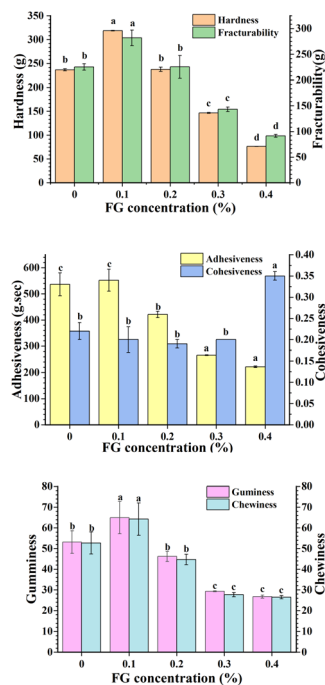 Hardness
Fracturability
350
300
250
200
150
100
50
0
Hardness (g)
300
250
200
150
100
50
0
Fracturability(g)
b b a a b b c c d d
0 0.1 0.2 0.3 0.4
FG concentration (%)
Adhesiveness
Cohesiveness
600
500
400
300
200
100
0
Adhesiveness (g.sec)
0.40
0.35
0.30
0.25
0.20
0.15
0.10
0.05
0.00
Cohesiveness
c b c b b b a b a a
0 0.1 0.2 0.3 0.4
FG concentration (%)
Guminess
Chewiness
80
70
60
50
40
30
20
10
0
Gumminess
80
70
60
50
40
30
20
10
0
Chewiness
b b a a b b c c c c
0 0.1 0.2 0.3 0.4
FG concentration (%)